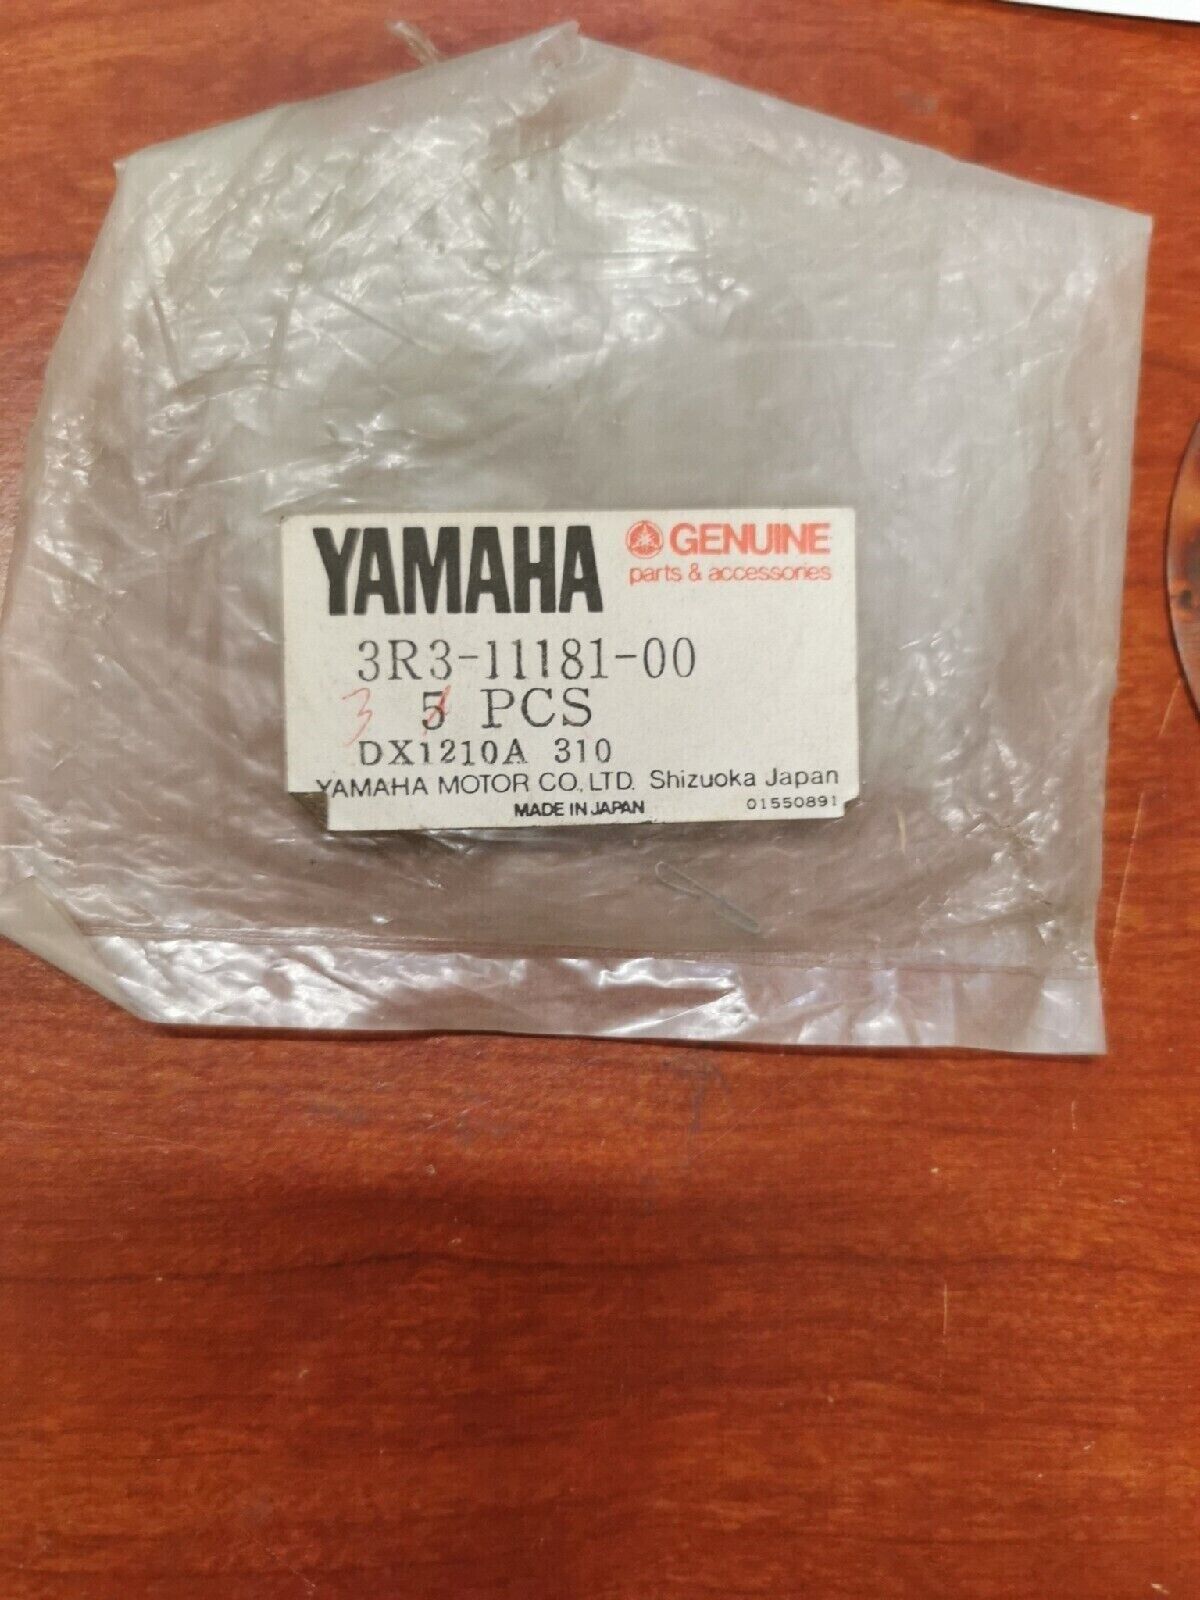 YAMAHA GENUINE
parts & accessories
3R3-11181-00
3 5 PCS
DX1210A 310
YAMAHA MOTOR CO., LTD. Shizuoka Japan
MADE IN JAPAN 01550891